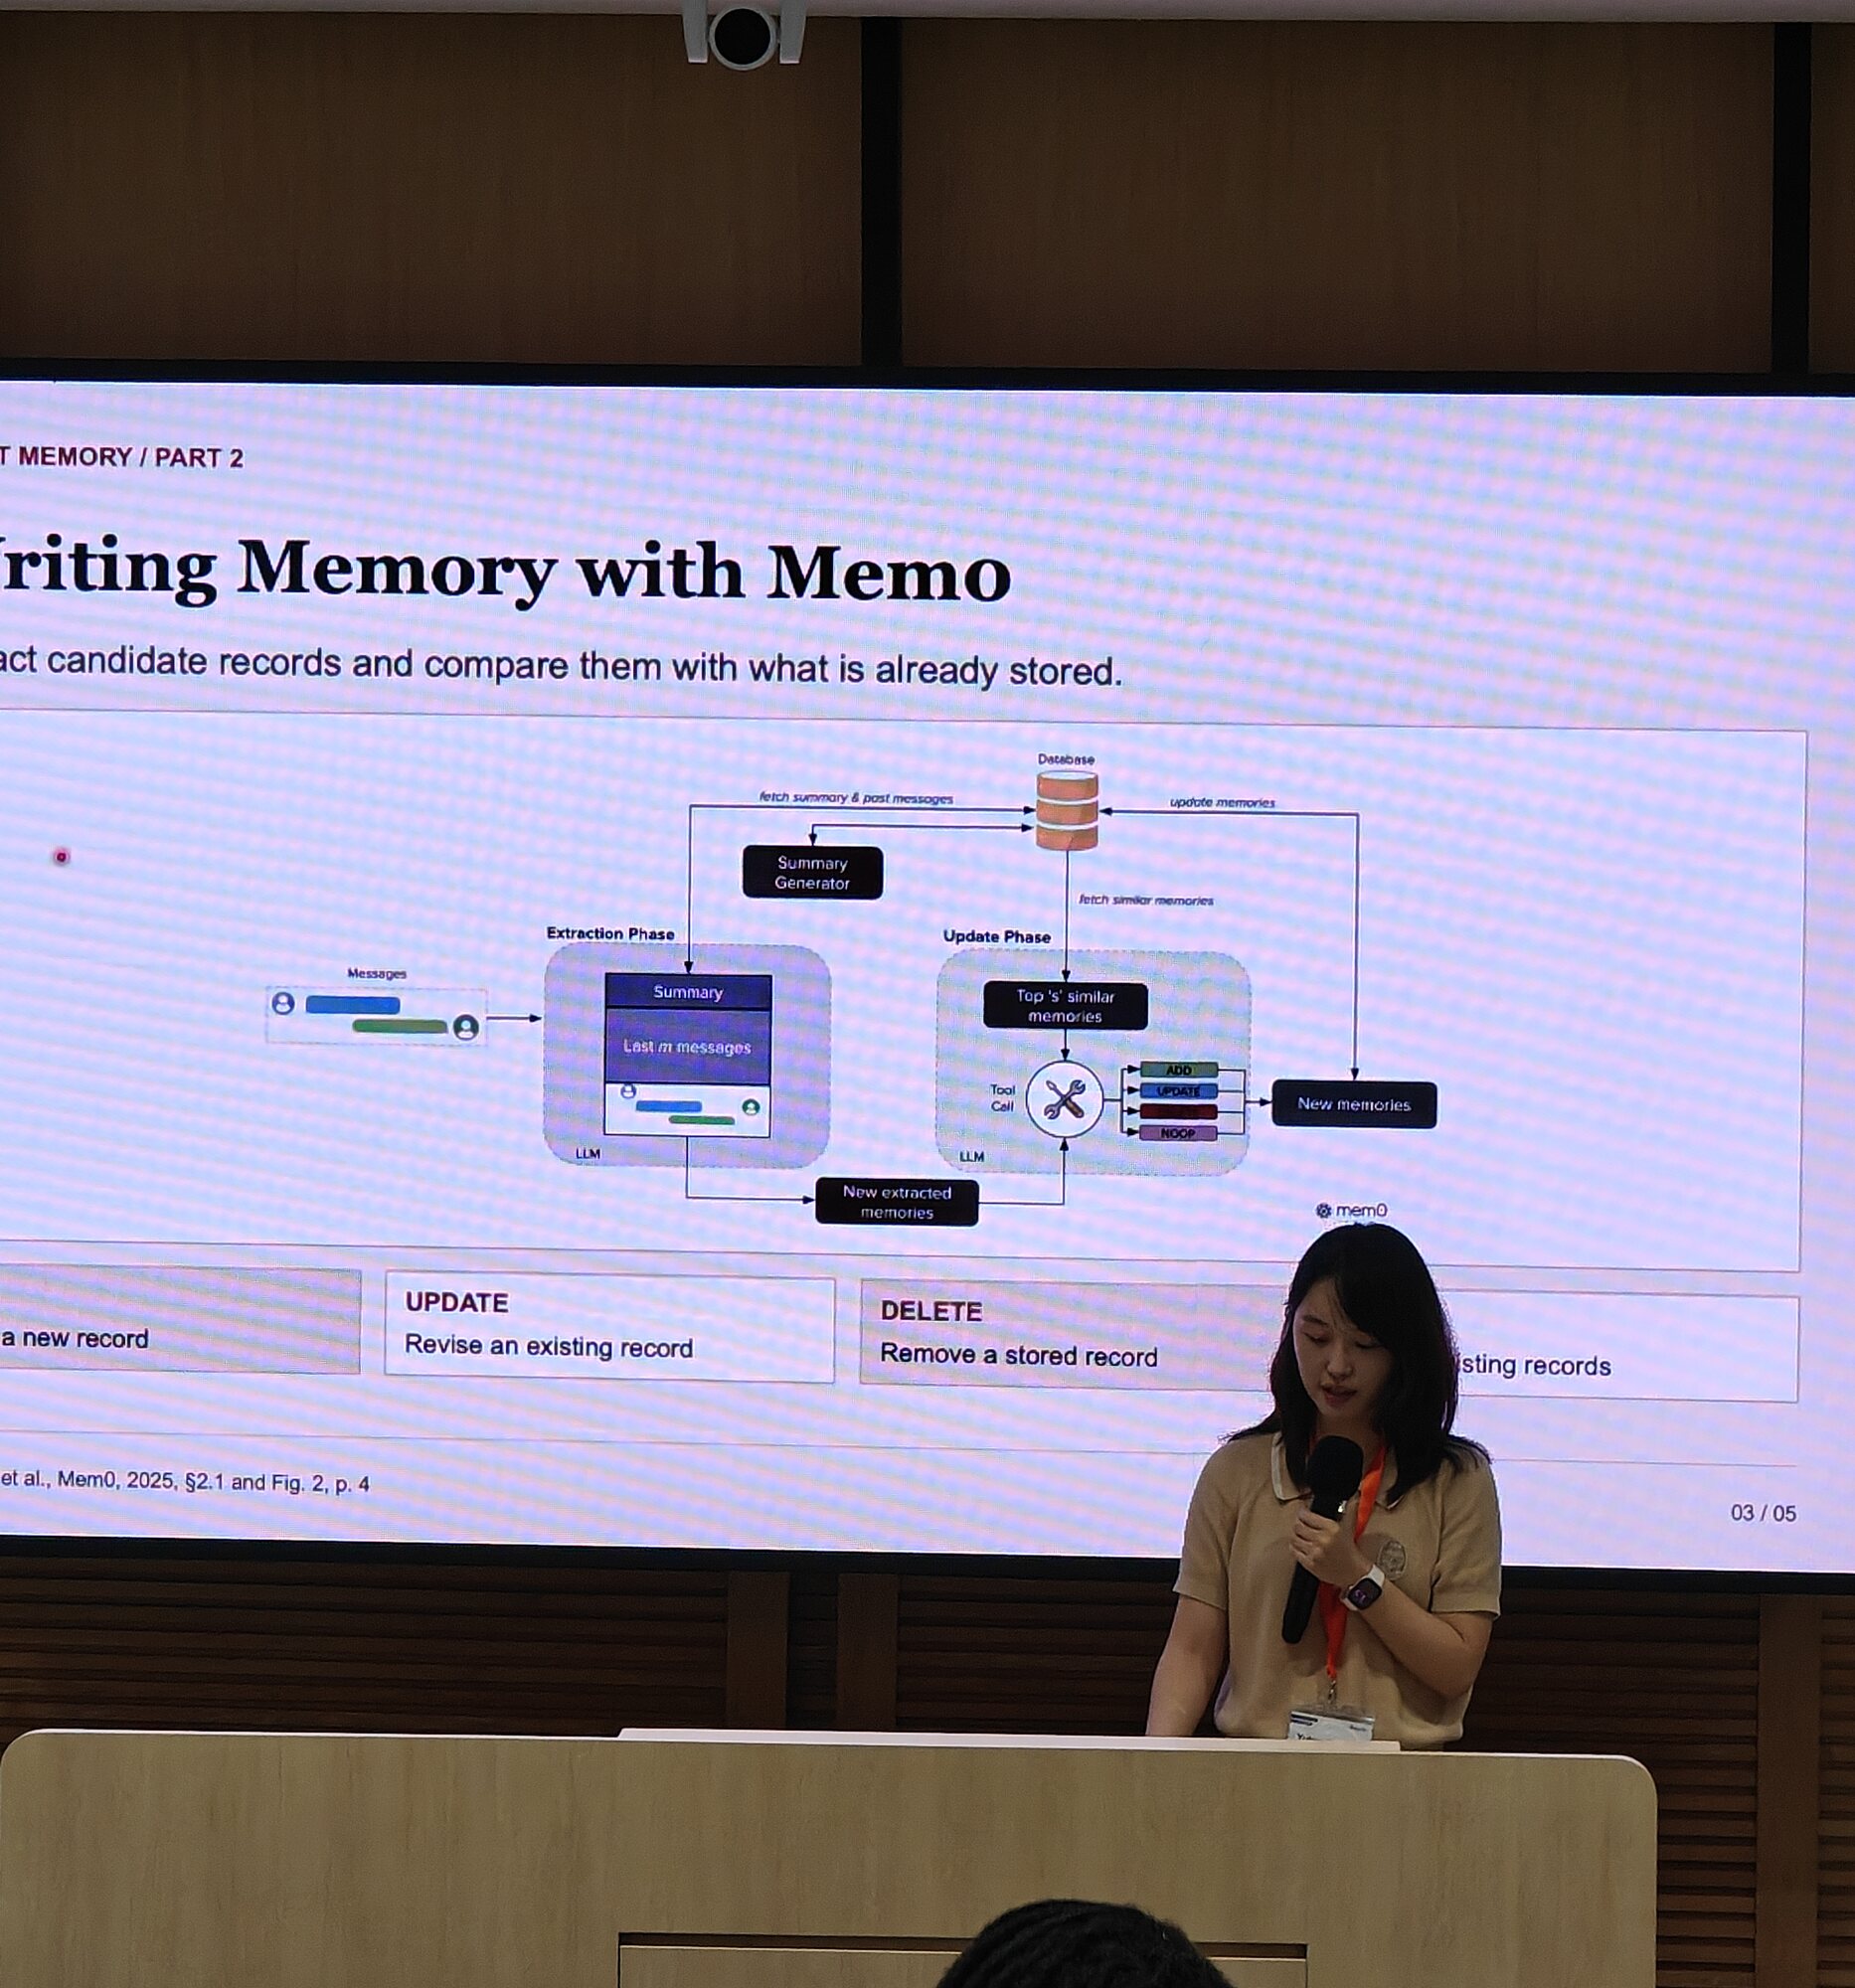 T MEMORY / PART 2
riting Memory with Memo
act candidate records and compare them with what is already stored.
Database
fetch summary & past messages
update memories
Summary
Generator
fetch similar memories
Extraction Phase
Update Phase
Messages
Summary
Last m messages
LLM
Top 's' similar
memories
Tool
Call
ADD
UPDATE
NOOP
LLM
New memories
New extracted
memories
mem0
a new record
UPDATE
Revise an existing record
DELETE
Remove a stored record
sting records
et al., Mem0, 2025, §2.1 and Fig. 2, p. 4
03 / 05